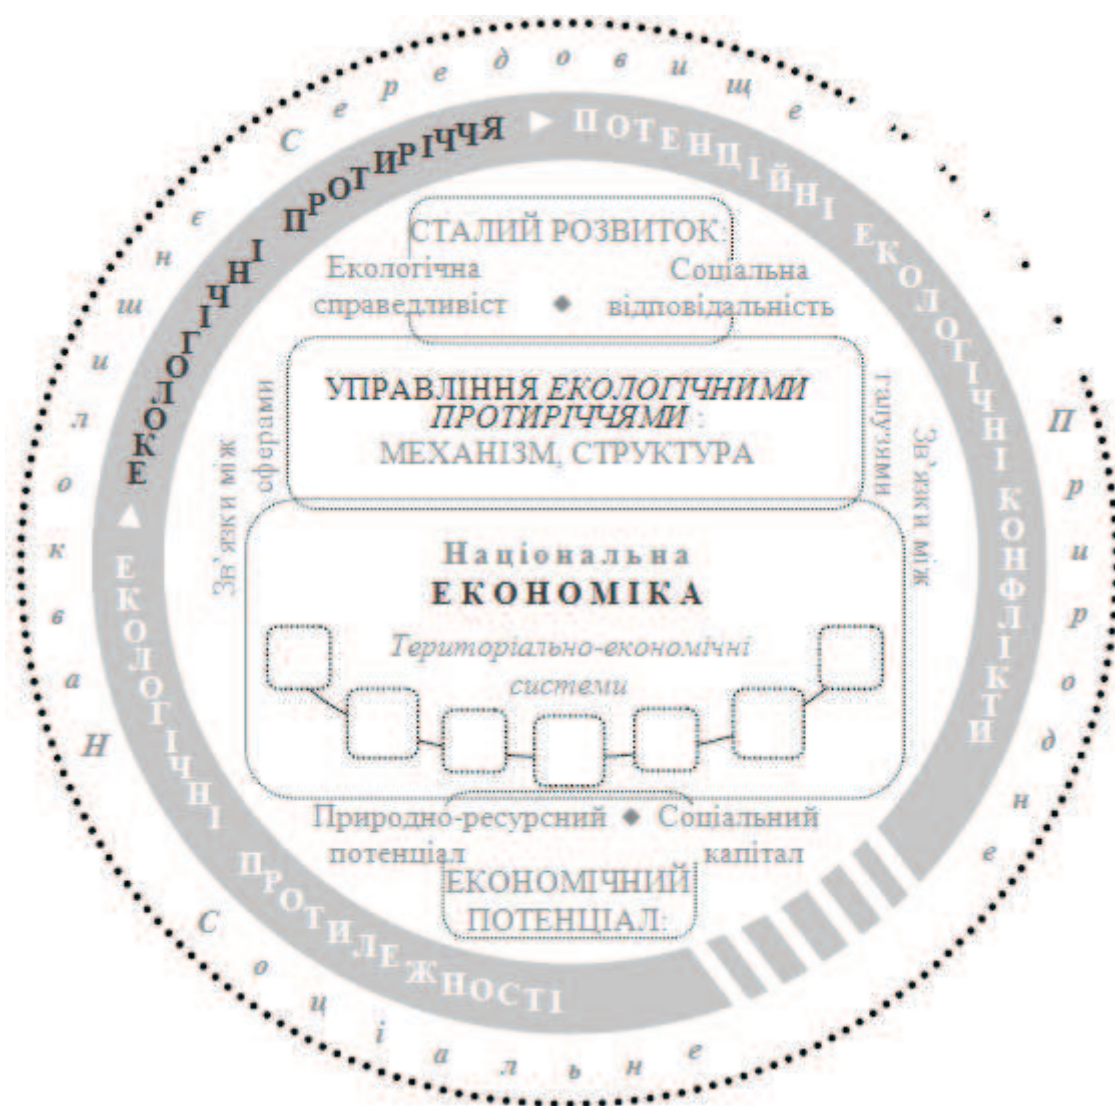 Навколишнє Середовище
Природне
Соціальне
ЕКОЛОГІЧНІ ПРОТИЛЕЖНОСТІ
ЕКОЛОГІЧНІ ПРОТИРІЧЧЯ
ПОТЕНЦІЙНІ ЕКОЛОГІЧНІ КОНФЛІКТИ
СТАЛИЙ РОЗВИТОК:
Екологічна
справедливіст
◆
Соціальна
відповідальність
УПРАВЛІННЯ ЕКОЛОГІЧНИМИ
ПРОТИРІЧЧЯМИ :
МЕХАНІЗМ, СТРУКТУРА
Зв’язки між
сферами
Зв’язки між
галузями
Національна
ЕКОНОМІКА
Територіально-економічні
системи
Природно-ресурсний
потенціал
◆
Соціальний
капітал
ЕКОНОМІЧНИЙ
ПОТЕНЦІАЛ: